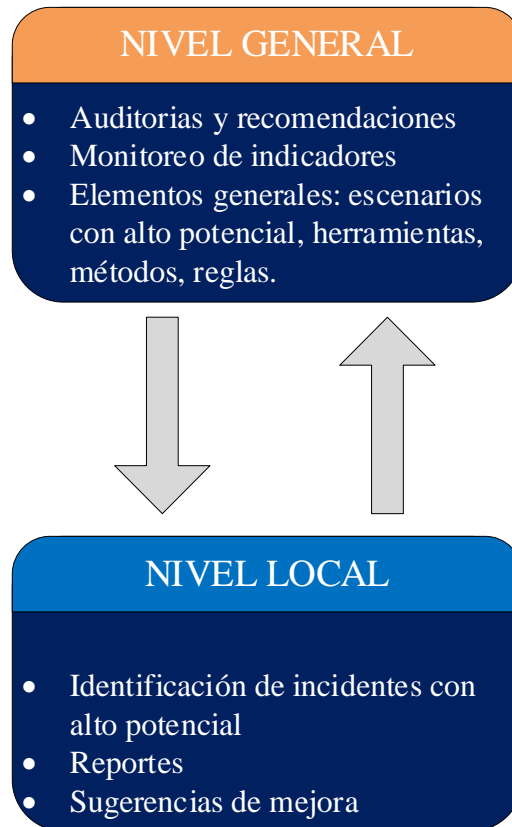 NIVEL GENERAL
• Auditorias y recomendaciones
• Monitoreo de indicadores
• Elementos generales: escenarios
con alto potencial, herramientas,
métodos, reglas.
NIVEL LOCAL
• Identificación de incidentes con
alto potencial
• Reportes
• Sugerencias de mejora